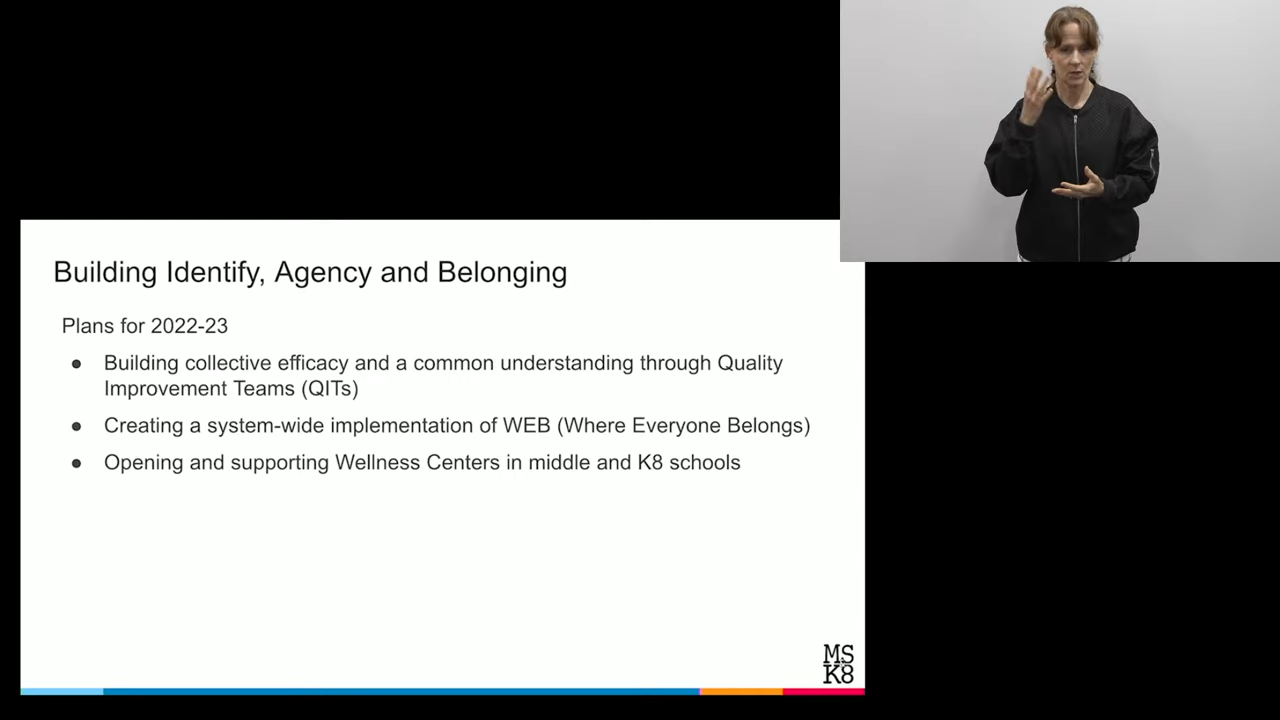 Building Identify, Agency and Belonging
Plans for 2022-23
● Building collective efficacy and a common understanding through Quality
Improvement Teams (QITs)
● Creating a system-wide implementation of WEB (Where Everyone Belongs)
● Opening and supporting Wellness Centers in middle and K8 schools
MS
K8